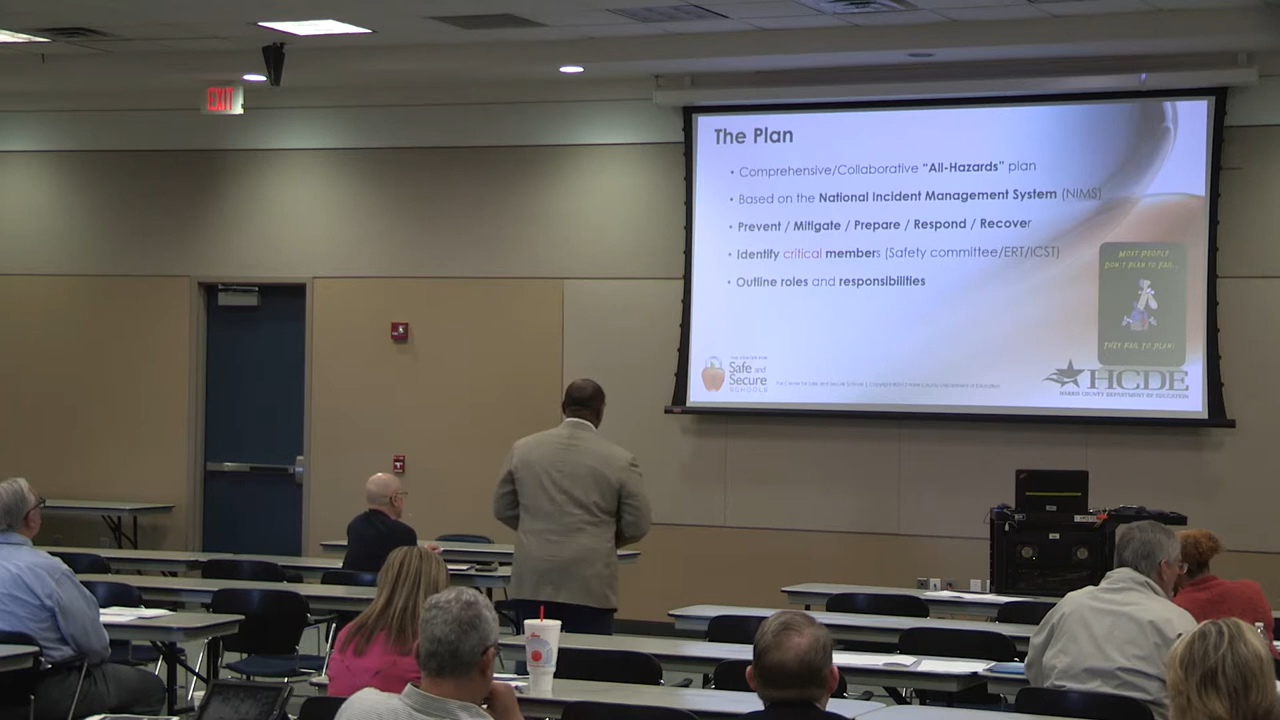 EXIT
The Plan
• Comprehensive/Collaborative “All-Hazards” plan
• Based on the National Incident Management System (NIMS)
• Prevent / Mitigate / Prepare / Respond / Recover
• Identify critical members (Safety committee/ERT/ICST)
• Outline roles and responsibilities
MOST PEOPLE
DON'T PLAN TO FAIL...
THEY FAIL TO PLAN!
THE CENTER FOR
Safe and
Secure
SCHOOLS
HCDE
HARRIS COUNTY DEPARTMENT OF EDUCATION